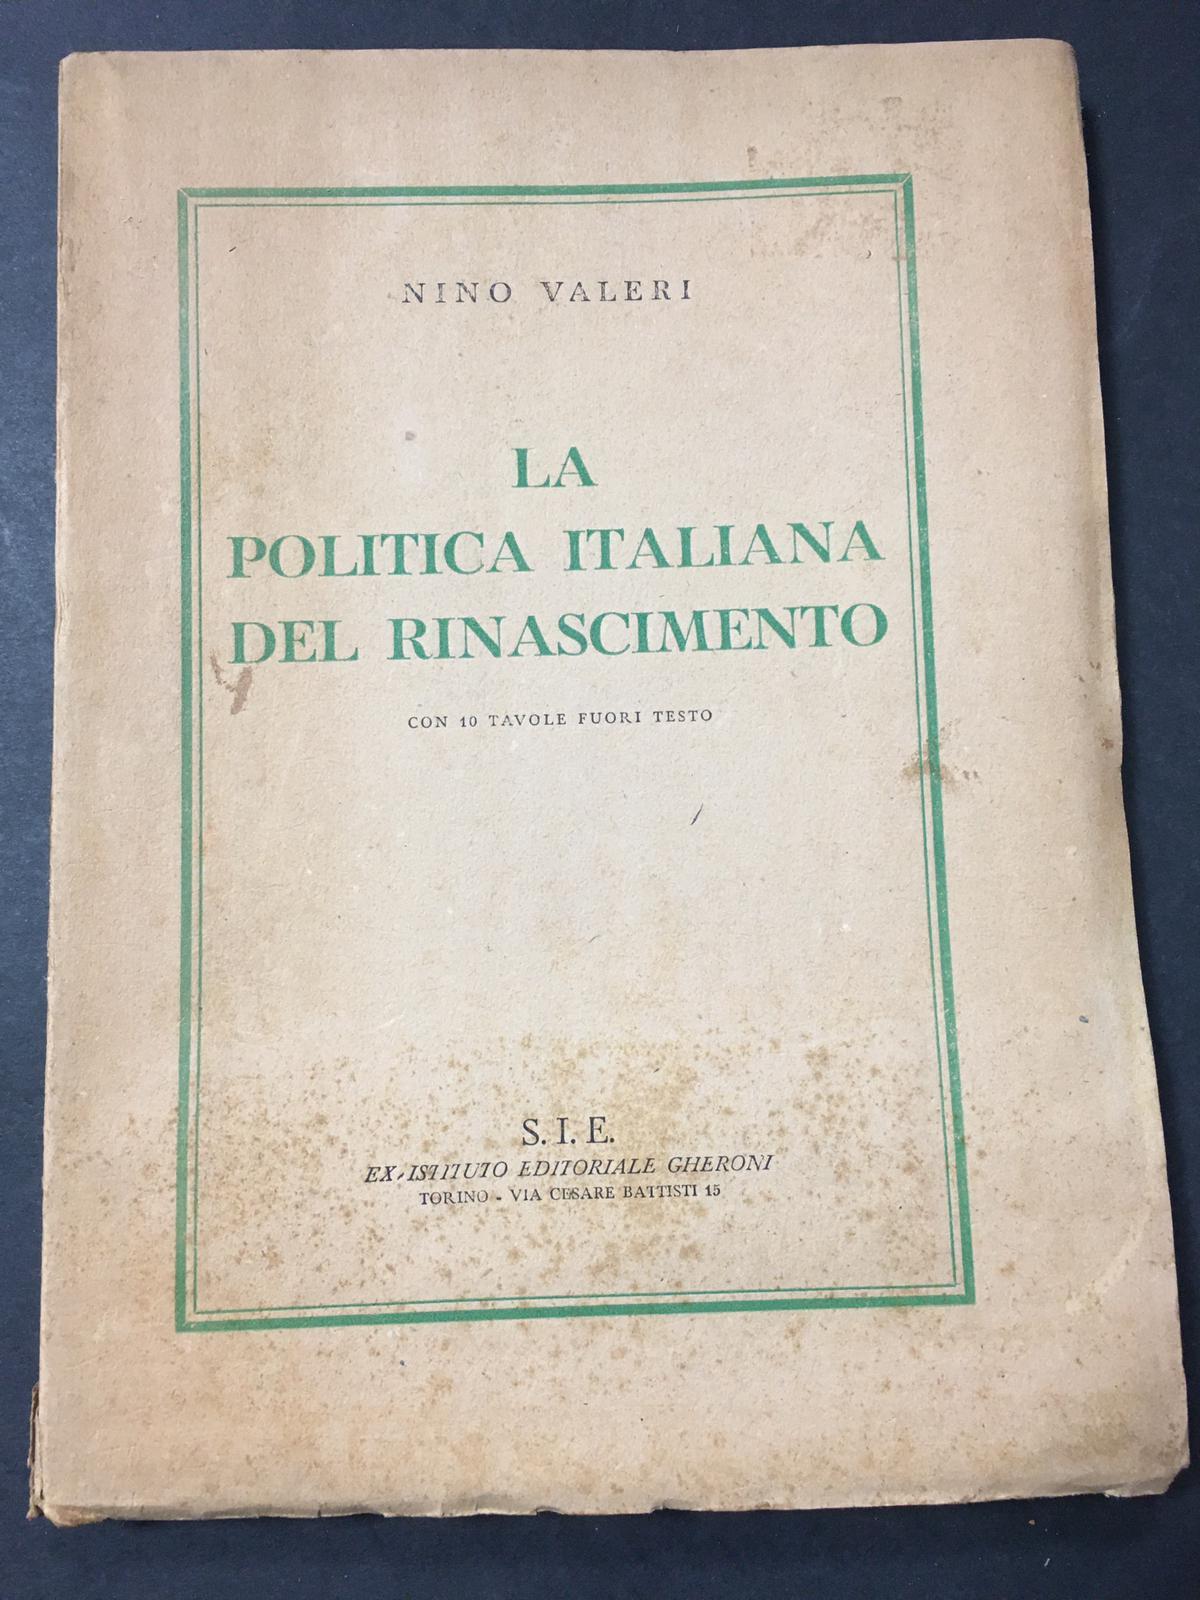 NINO VALERI
LA
POLITICA ITALIANA
DEL RINASCIMENTO
CON 10 TAVOLE FUORI TESTO
S. I. E.
EX-ISTITUTO EDITORIALE GHERONI
TORINO - VIA CESARE BATTISTI 15